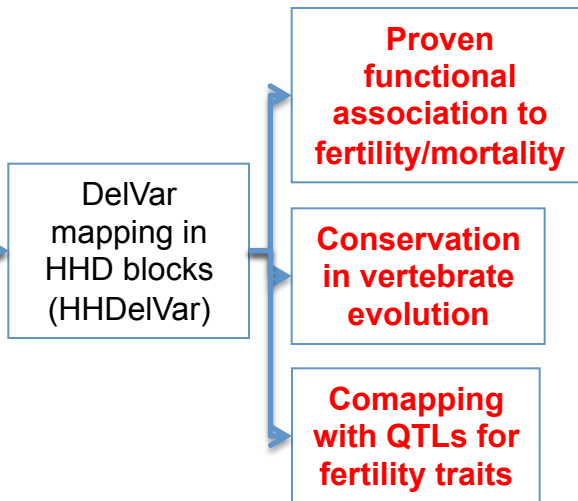 DelVar
mapping in
HHD blocks
(HHDelVar)
Proven
functional
association to
fertility/mortality
Conservation
in vertebrate
evolution
Comapping
with QTLs for
fertility traits